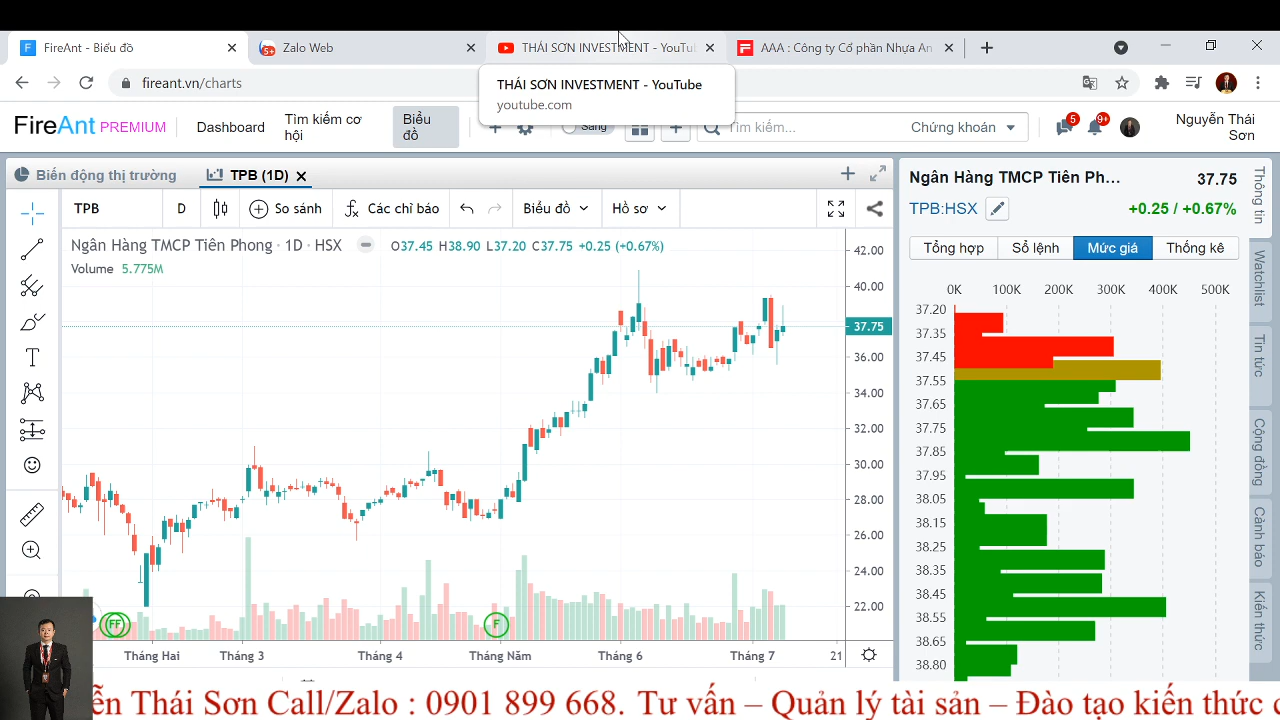 FireAnt - Biểu đồ
Zalo Web
THÁI SƠN INVESTMENT - YouTu
AAA : Công ty Cổ phần Nhựa An
fireant.vn/charts
THÁI SƠN INVESTMENT - YouTube
youtube.com
FireAnt PREMIUM
Dashboard
Tìm kiếm cơ hội
Biểu đồ
Sáng
Tìm kiếm...
Chứng khoán
5
9+
Nguyễn Thái Sơn
Biến động thị trường
TPB (1D)
TPB
D
So sánh
Các chỉ báo
Biểu đồ
Hồ sơ
Ngân Hàng TMCP Tiên Phong · 1D · HSX
O37.45 H38.90 L37.20 C37.75 +0.25 (+0.67%)
Volume 5.775M
42.00
40.00
37.75
36.00
34.00
32.00
30.00
28.00
26.00
24.00
22.00
FF
F
Tháng Hai
Tháng 3
Tháng 4
Tháng Năm
Tháng 6
Tháng 7
21
Ngân Hàng TMCP Tiên Ph...
37.75
TPB:HSX
+0.25 / +0.67%
Tổng hợp
Sổ lệnh
Mức giá
Thống kê
0K 100K 200K 300K 400K 500K
37.20
37.35
37.45
37.55
37.65
37.75
37.85
37.95
38.05
38.15
38.25
38.35
38.45
38.55
38.65
38.80
Thông tin
Watchlist
Tin tức
Cộng đồng
Cảnh báo
Kiến thức
ễn Thái Sơn Call/Zalo : 0901 899 668. Tư vấn – Quản lý tài sản – Đào tạo kiến thức c